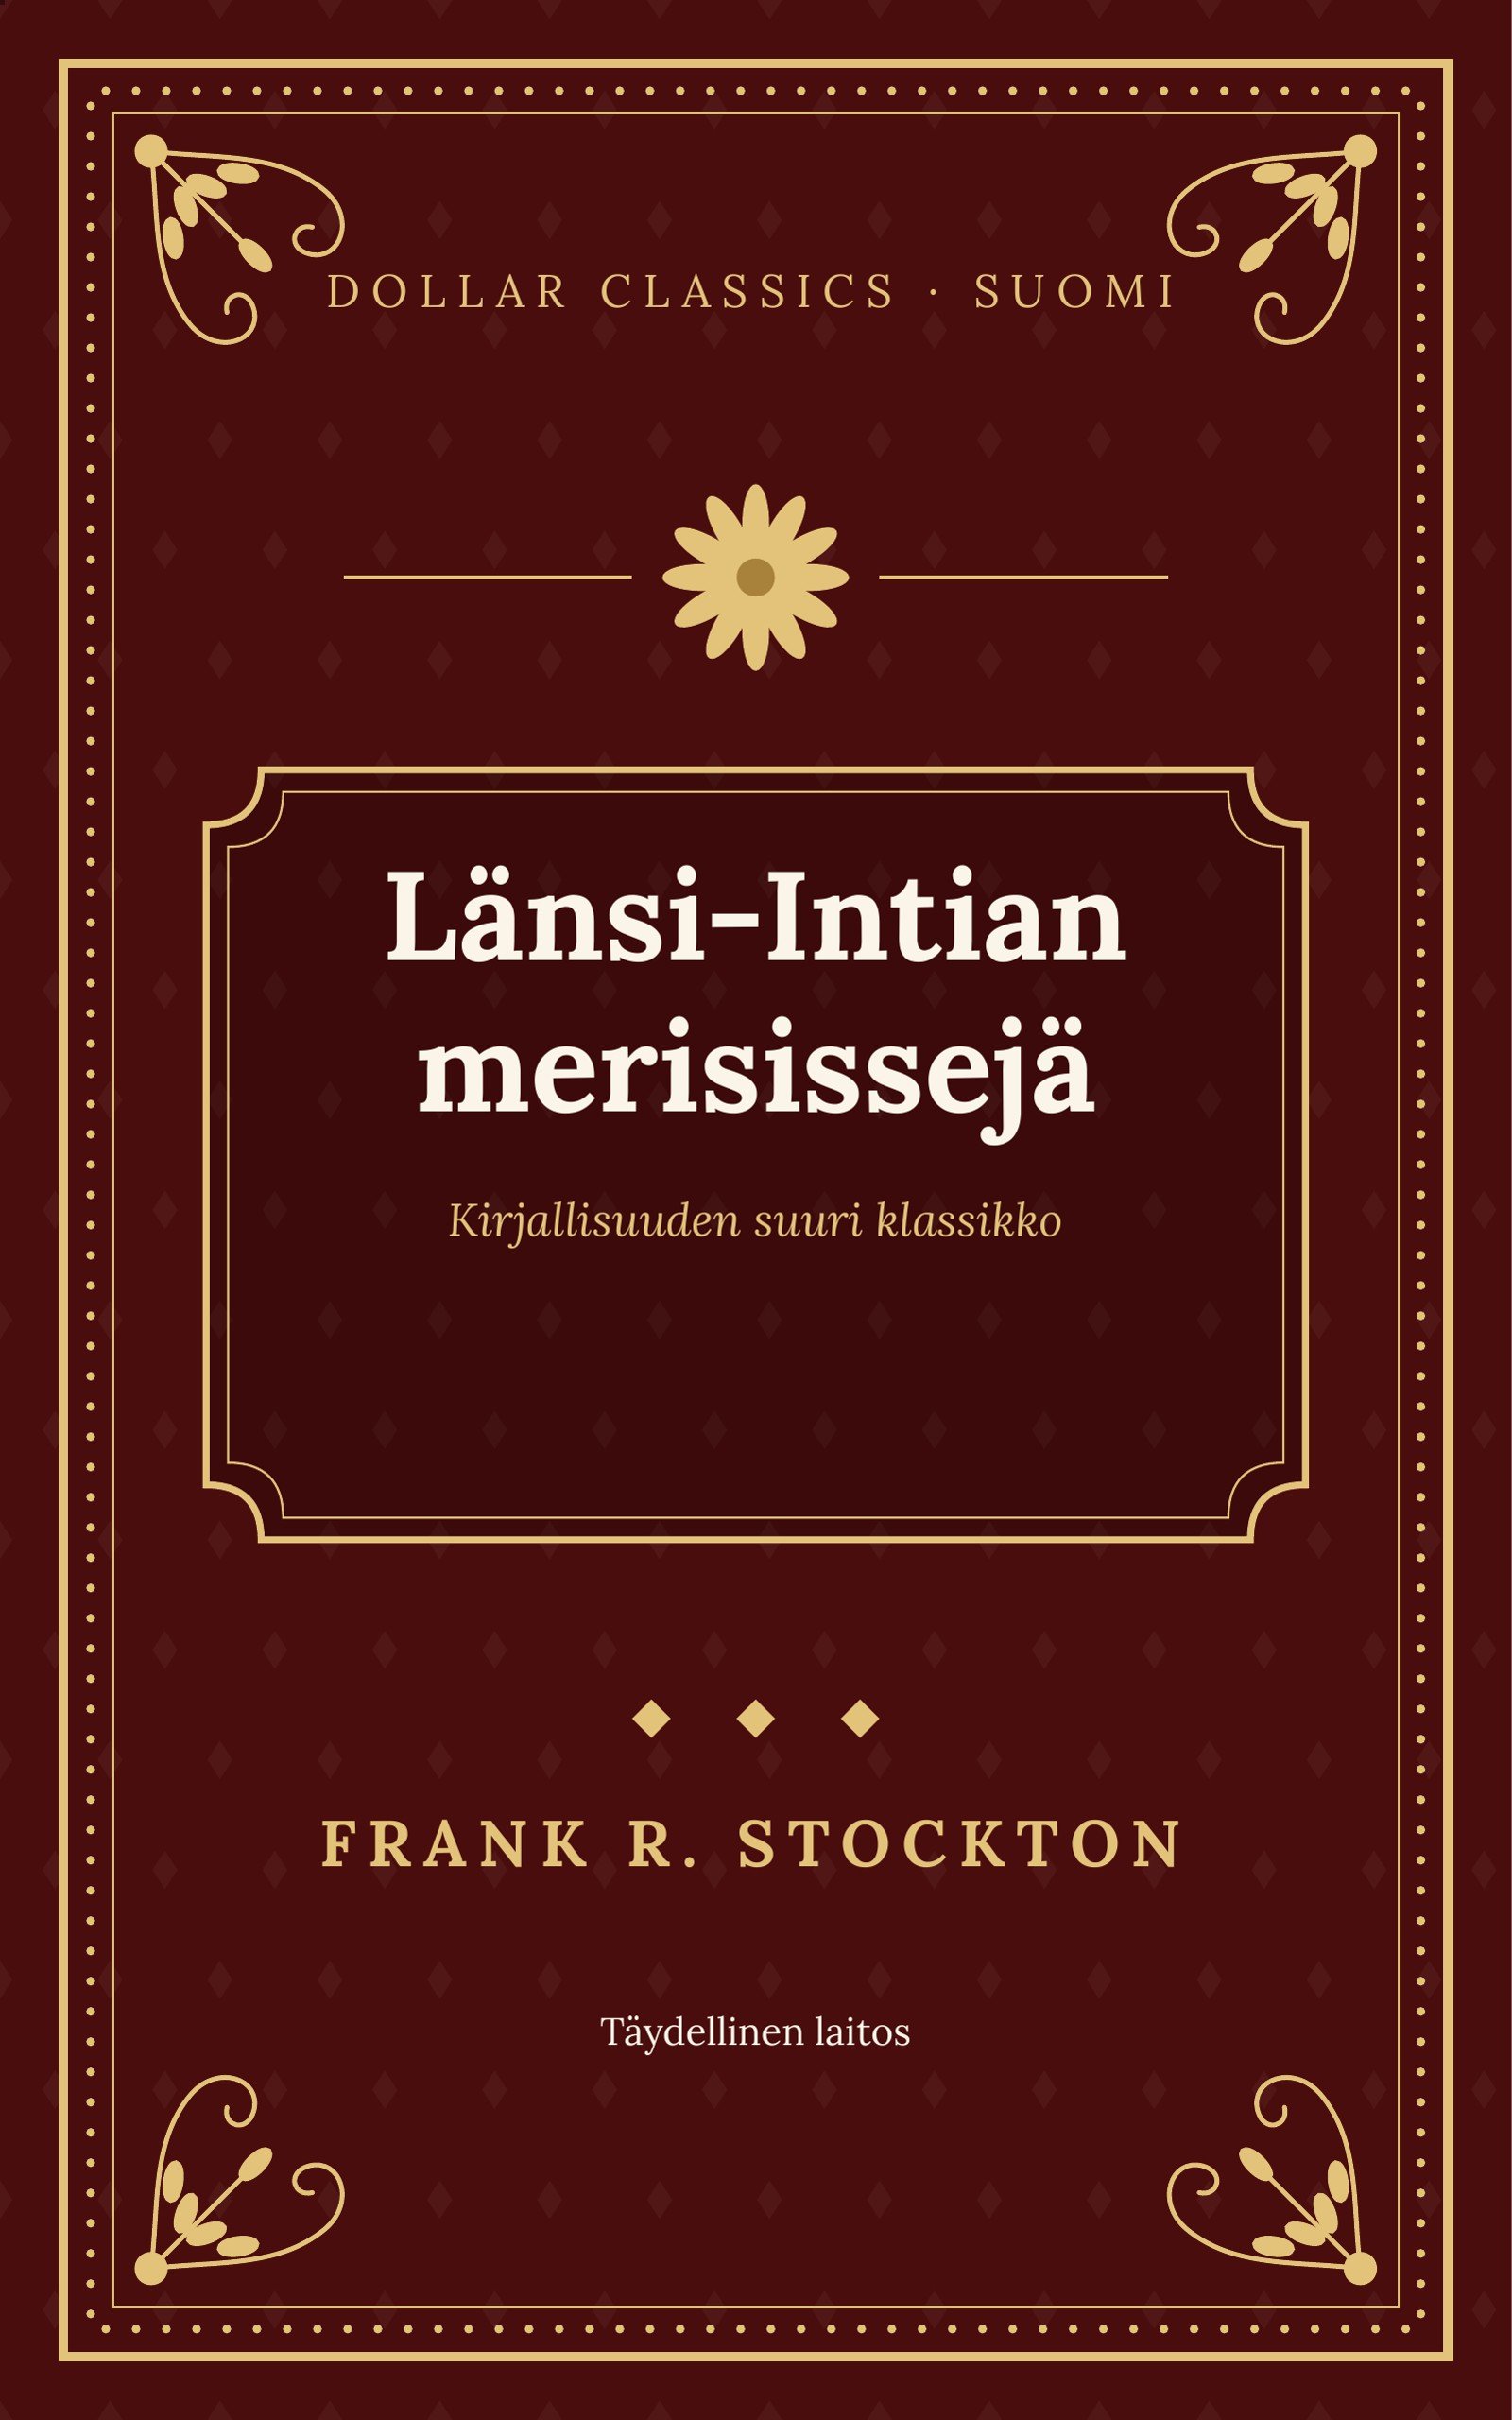 DOLLAR CLASSICS · SUOMI
Länsi-Intian
merisissejä
Kirjallisuuden suuri klassikko
FRANK R. STOCKTON
Täydellinen laitos